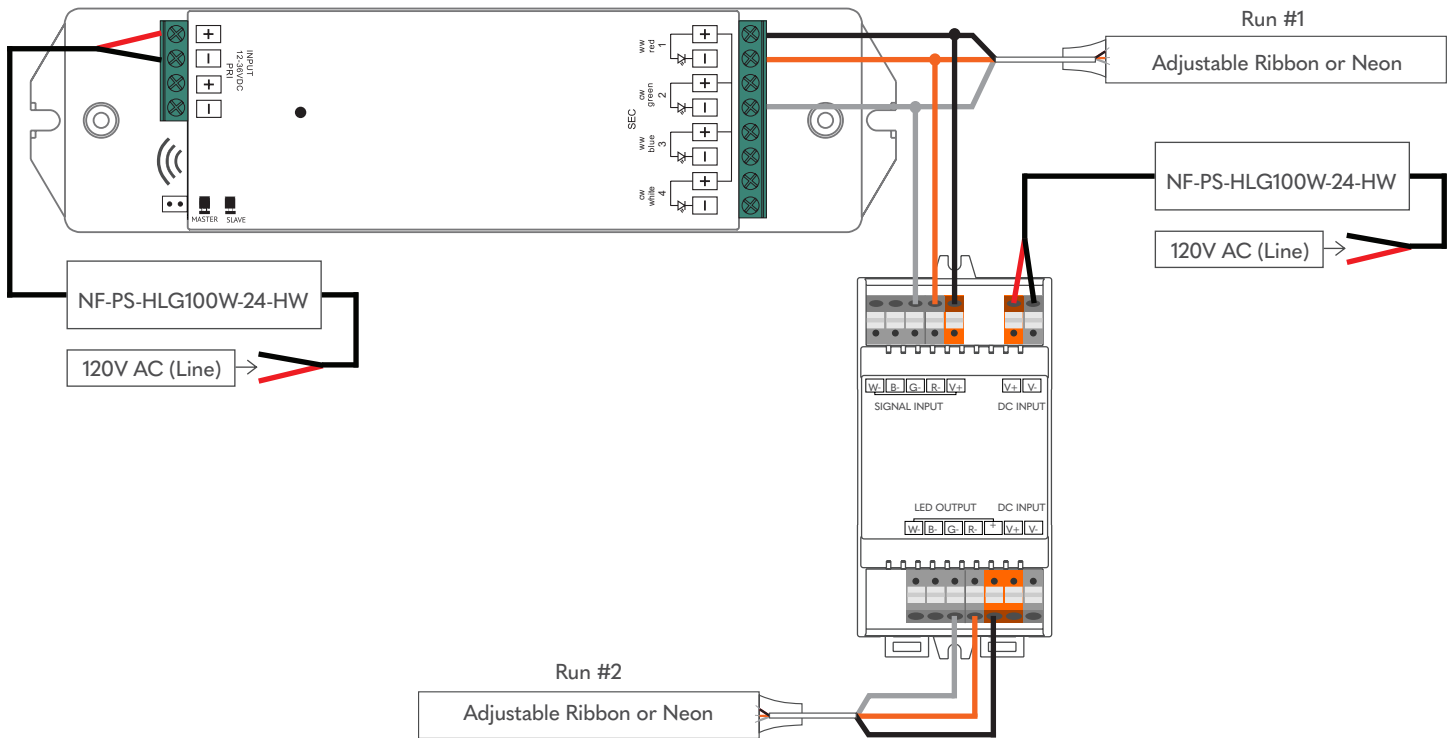 Run #1
Adjustable Ribbon or Neon
+
−
+
−
INPUT
12-36VDC
PRI
MASTER
SLAVE
SEC
ww
red
1
+
−
cw
green
2
+
−
ww
blue
3
+
−
cw
white
4
+
−
NF-PS-HLG100W-24-HW
120V AC (Line)
NF-PS-HLG100W-24-HW
120V AC (Line)
W- B- G- R- V+
SIGNAL INPUT
V+ V-
DC INPUT
LED OUTPUT
DC INPUT
W- B- G- R- + V+ V-
Run #2
Adjustable Ribbon or Neon